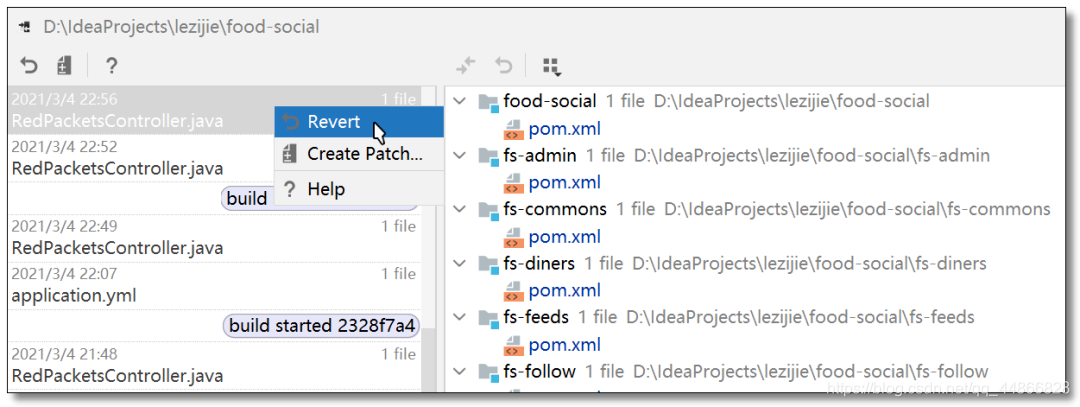 D:\IdeaProjects\lezijie\food-social
?
2021/3/4 22:56 1 file
RedPacketsController.java
Revert
2021/3/4 22:52
RedPacketsController.java
Create Patch...
? Help
build
2021/3/4 22:49 1 file
RedPacketsController.java
2021/3/4 22:07 1 file
application.yml
build started 2328f7a4
2021/3/4 21:48 1 file
RedPacketsController.java
food-social 1 file D:\IdeaProjects\lezijie\food-social
pom.xml
fs-admin 1 file D:\IdeaProjects\lezijie\food-social\fs-admin
pom.xml
fs-commons 1 file D:\IdeaProjects\lezijie\food-social\fs-commons
pom.xml
fs-diners 1 file D:\IdeaProjects\lezijie\food-social\fs-diners
pom.xml
fs-feeds 1 file D:\IdeaProjects\lezijie\food-social\fs-feeds
pom.xml
fs-follow 1 file D:\IdeaProjects\lezijie\food-social\fs-follow
https://blog.csdn.net/qq_44866828